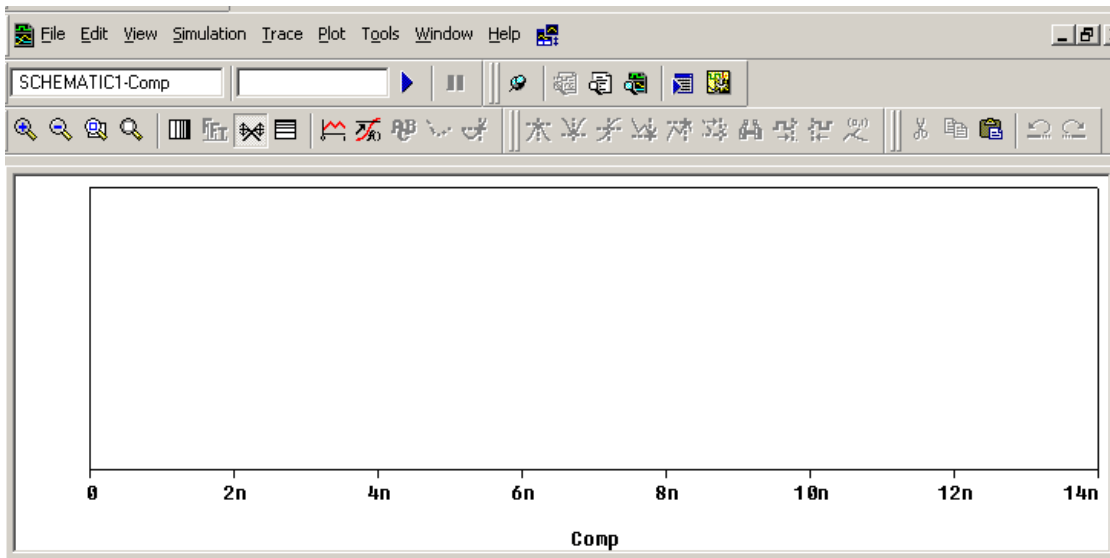 File Edit View Simulation Trace Plot Tools Window Help
SCHEMATIC1-Comp
FFT
0 2n 4n 6n 8n 10n 12n 14n
Comp